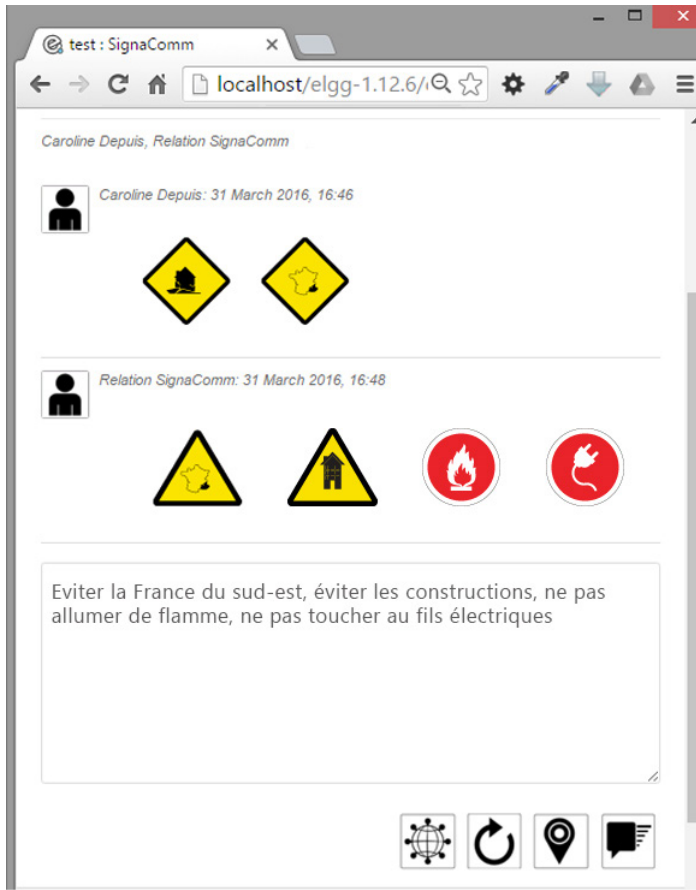 test : SignaComm
localhost/elgg-1.12.6/
Caroline Depuis, Relation SignaComm
Caroline Depuis: 31 March 2016, 16:46
Relation SignaComm: 31 March 2016, 16:48
Eviter la France du sud-est, éviter les constructions, ne pas
allumer de flamme, ne pas toucher au fils électriques